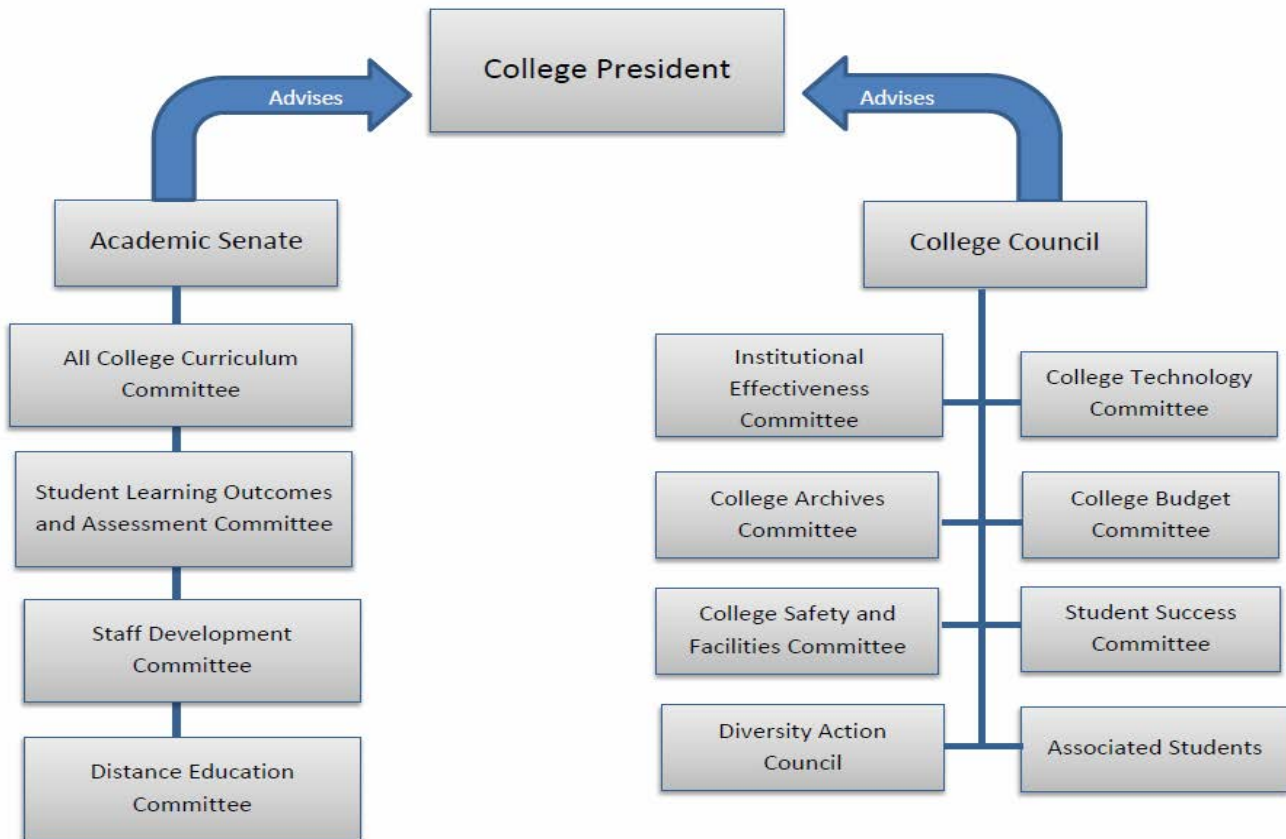 College President
Advises
Advises
Academic Senate
College Council
All College Curriculum
Committee
Student Learning Outcomes
and Assessment Committee
Staff Development
Committee
Distance Education
Committee
Institutional
Effectiveness
Committee
College Technology
Committee
College Archives
Committee
College Budget
Committee
College Safety and
Facilities Committee
Student Success
Committee
Diversity Action
Council
Associated Students